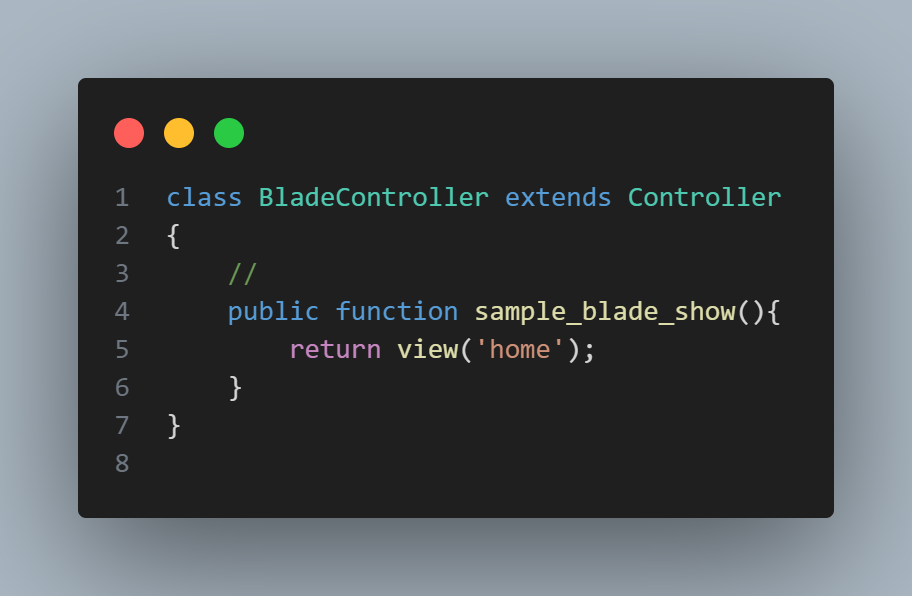 1 class BladeController extends Controller
2 {
3     //
4     public function sample_blade_show(){
5         return view('home');
6     }
7 }
8